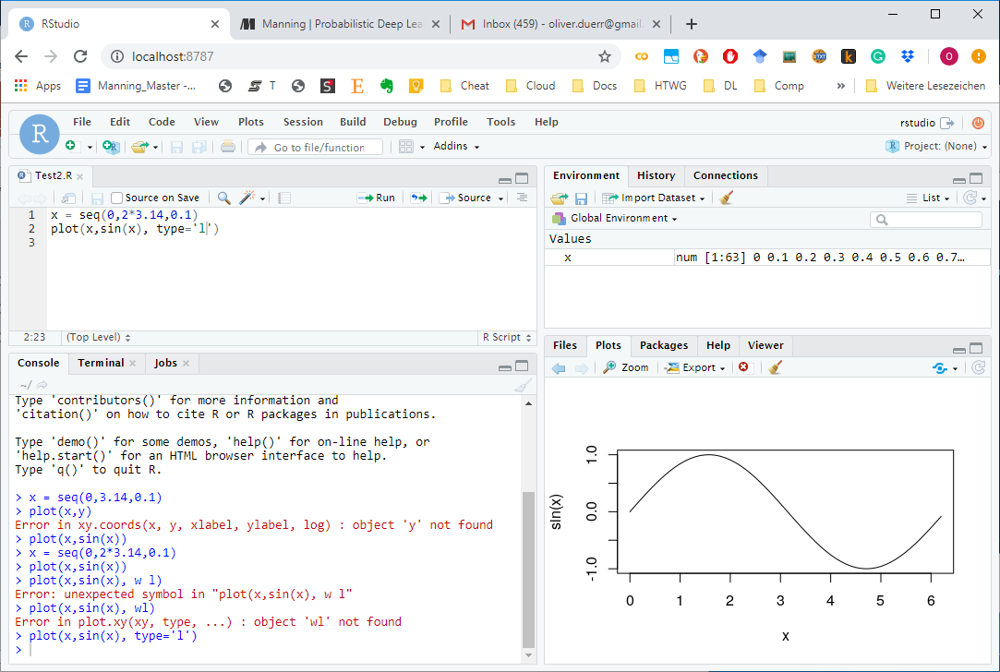 RStudio
Manning | Probabilistic Deep Lea
Inbox (459) - oliver.duerr@gmail.
localhost:8787
Apps
Manning_Master -...
T
Cheat
Cloud
Docs
HTWG
DL
Comp
»
Weitere Lesezeichen
R
File Edit Code View Plots Session Build Debug Profile Tools Help
rstudio
Go to file/function
Addins
Project: (None)
Test2.R
Source on Save
Run
Source
1 x = seq(0,2*3.14,0.1)
2 plot(x,sin(x), type='l')
3
2:23 (Top Level) R Script
Console Terminal Jobs
~/
Type 'contributors()' for more information and
'citation()' on how to cite R or R packages in publications.
Type 'demo()' for some demos, 'help()' for on-line help, or
'help.start()' for an HTML browser interface to help.
Type 'q()' to quit R.
> x = seq(0,3.14,0.1)
> plot(x,y)
Error in xy.coords(x, y, xlabel, ylabel, log) : object 'y' not found
> plot(x,sin(x))
> x = seq(0,2*3.14,0.1)
> plot(x,sin(x))
> plot(x,sin(x), w l)
Error: unexpected symbol in "plot(x,sin(x), w l"
> plot(x,sin(x), wl)
Error in plot.xy(xy, type, ...) : object 'wl' not found
> plot(x,sin(x), type='l')
>
Environment History Connections
Import Dataset
List
Global Environment
Values
x num [1:63] 0 0.1 0.2 0.3 0.4 0.5 0.6 0.7…
Files Plots Packages Help Viewer
Zoom Export
sin(x)
1.0
0.0
-1.0
0 1 2 3 4 5 6
x